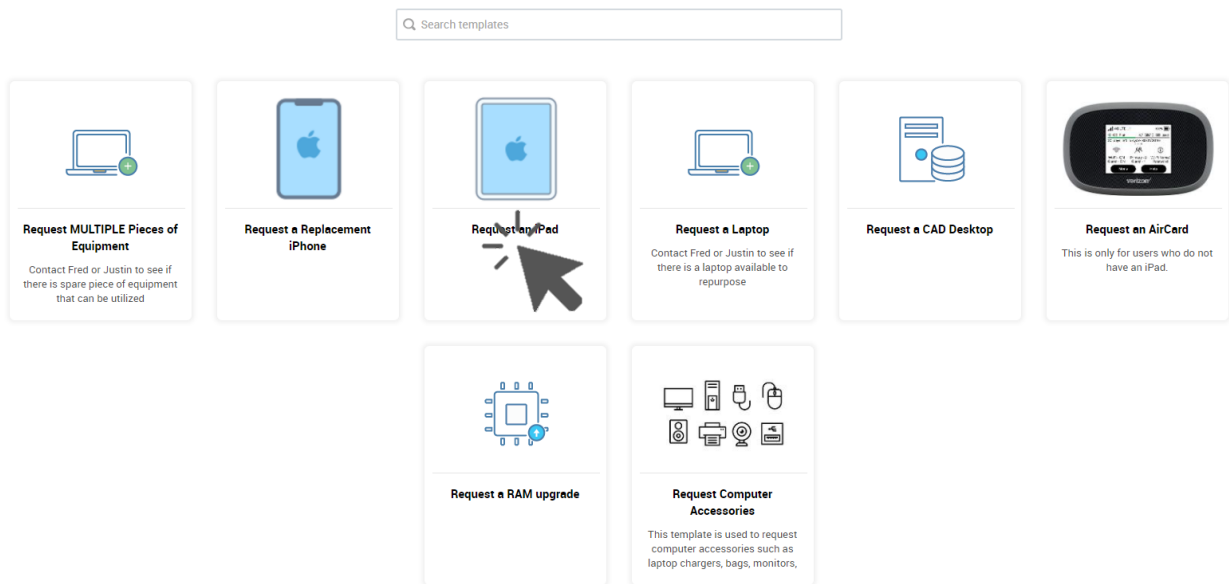 Search templates
Request MULTIPLE Pieces of
Equipment
Contact Fred or Justin to see if
there is spare piece of equipment
that can be utilized
Request a Replacement
iPhone
Request an iPad
Request a Laptop
Contact Fred or Justin to see if
there is a laptop available to
repurpose
Request a CAD Desktop
verizon
Request an AirCard
This is only for users who do not
have an iPad.
Request a RAM upgrade
Request Computer
Accessories
This template is used to request
computer accessories such as
laptop chargers, bags, monitors,